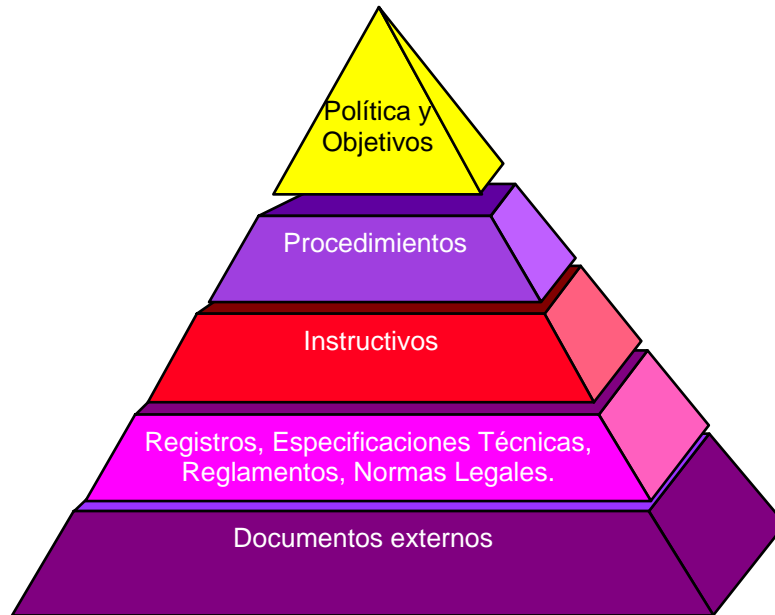 Política y
Objetivos
Procedimientos
Instructivos
Registros, Especificaciones Técnicas,
Reglamentos, Normas Legales.
Documentos externos